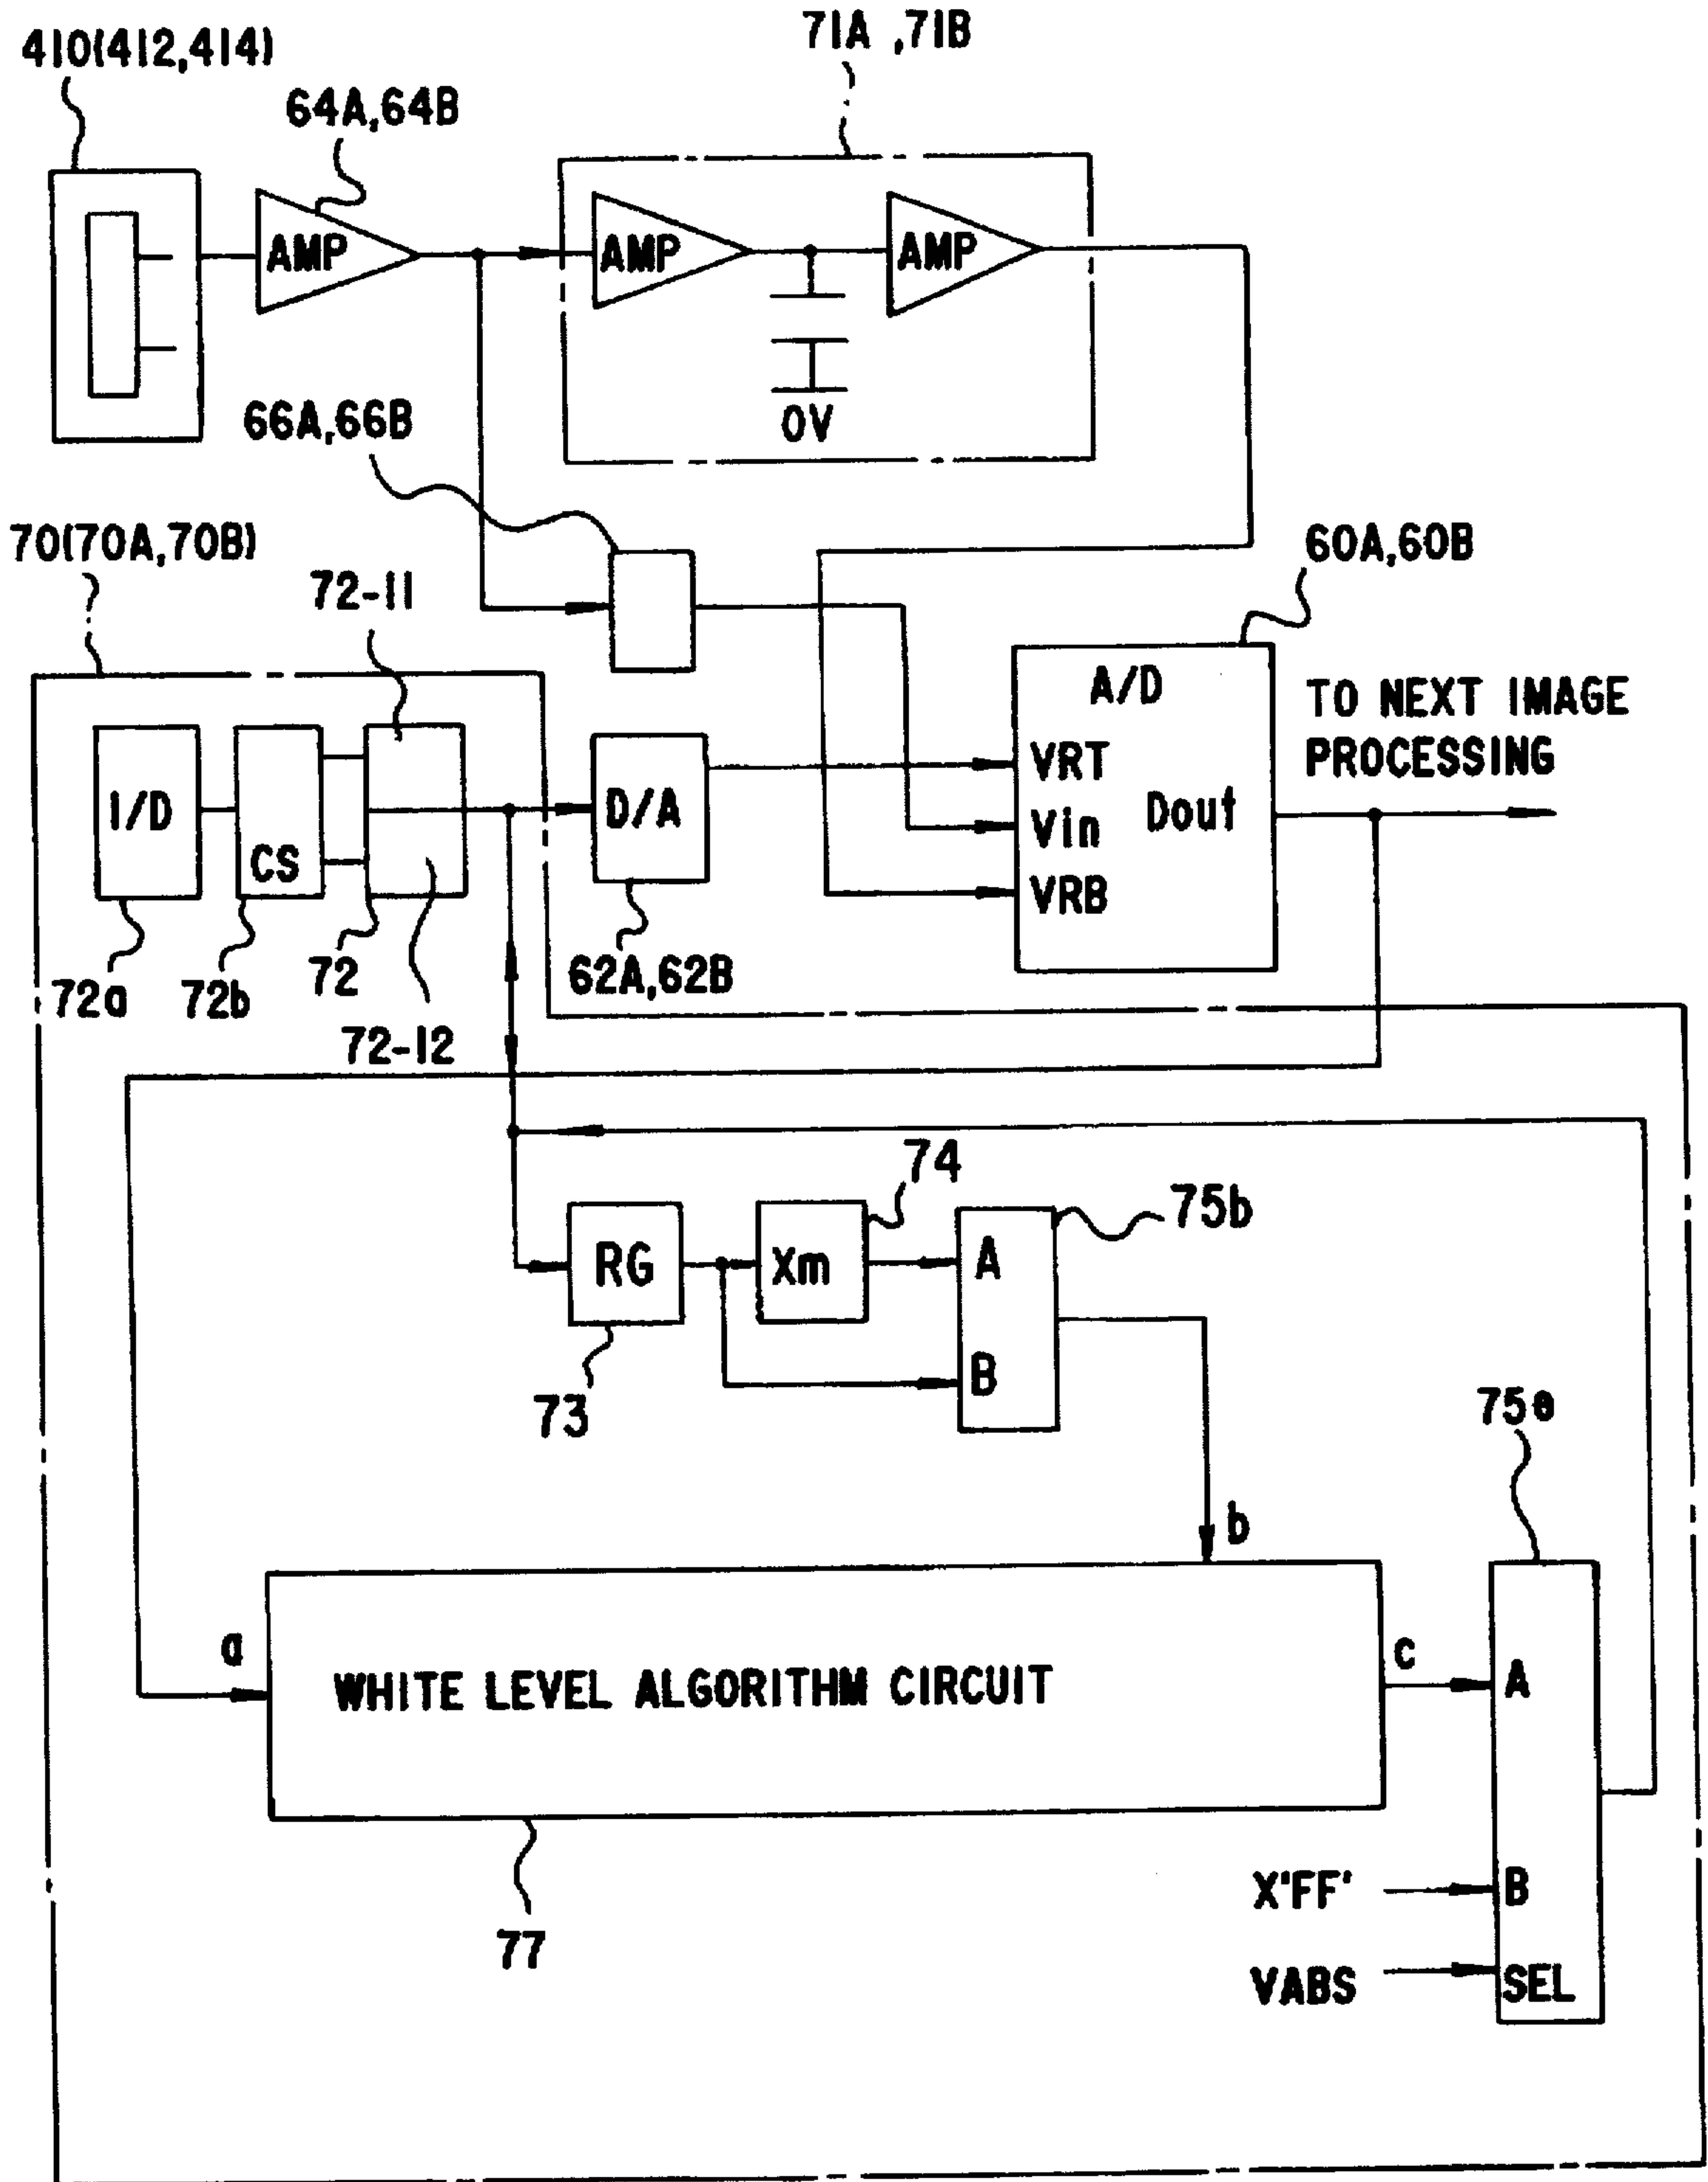 71A ,71B
410(412,414)
64A,64B
AMP
AMP
AMP
0V
66A,66B
70(70A,70B)
72-11
60A,60B
A/D
TO NEXT IMAGE
PROCESSING
VRT
Vin
Dout
VRB
I/D
CS
D/A
72a
72b
72
62A,62B
72-12
74
75b
RG
Xm
A
B
73
75a
b
a
WHITE LEVEL ALGORITHM CIRCUIT
c
A
X'FF'
B
VABS
SEL
77